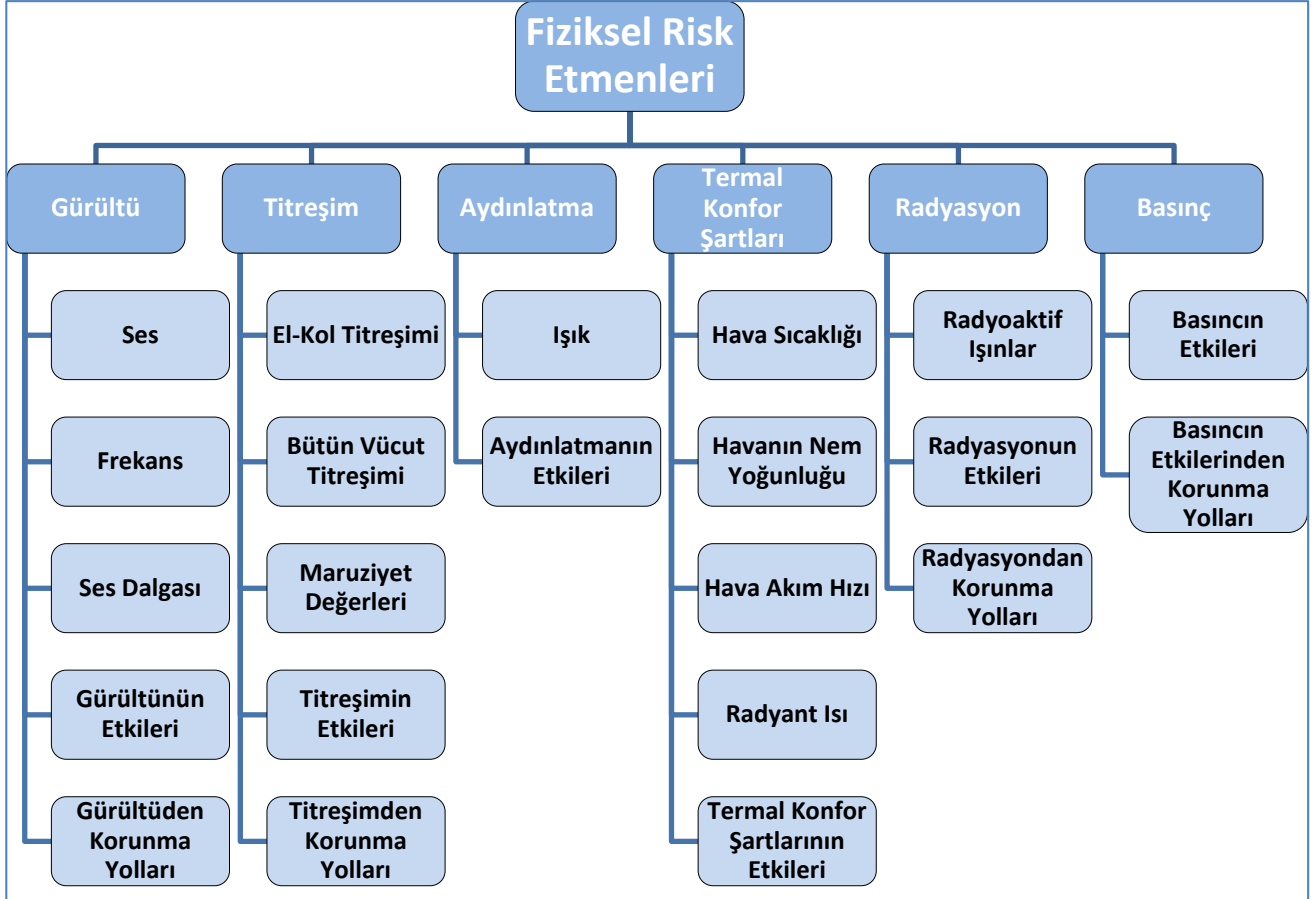 Fiziksel Risk
Etmenleri
Gürültü
Ses
Frekans
Ses Dalgası
Gürültünün
Etkileri
Gürültüden
Korunma
Yolları
Titreşim
El-Kol Titreşimi
Bütün Vücut
Titreşimi
Maruziyet
Değerleri
Titreşimin
Etkileri
Titreşimden
Korunma
Yolları
Aydınlatma
Işık
Aydınlatmanın
Etkileri
Termal
Konfor
Şartları
Hava Sıcaklığı
Havanın Nem
Yoğunluğu
Hava Akım Hızı
Radyant Isı
Termal Konfor
Şartlarının
Etkileri
Radyasyon
Radyoaktif
Işınlar
Radyasyonun
Etkileri
Radyasyondan
Korunma
Yolları
Basınç
Basıncın
Etkileri
Basıncın
Etkilerinden
Korunma
Yolları